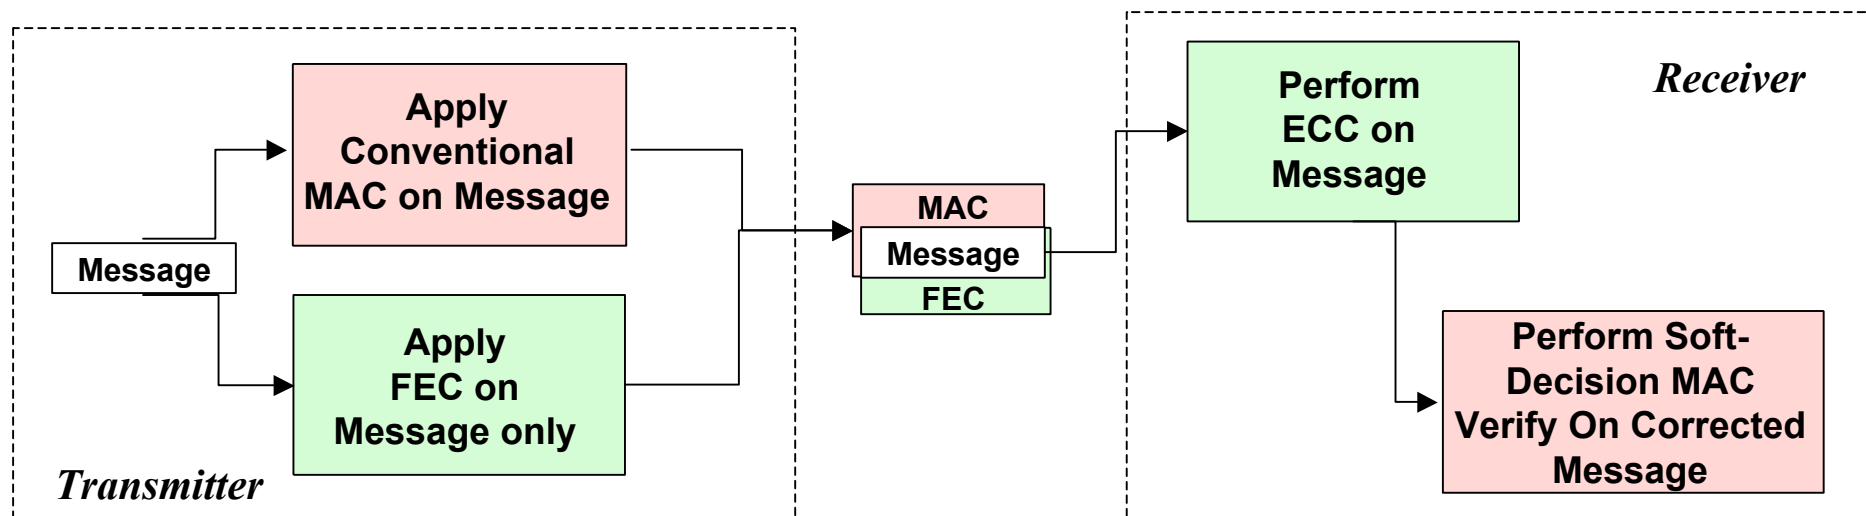 Message
Apply
Conventional
MAC on Message
Apply
FEC on
Message only
Transmitter
MAC
Message
FEC
Perform
ECC on
Message
Receiver
Perform Soft-
Decision MAC
Verify On Corrected
Message